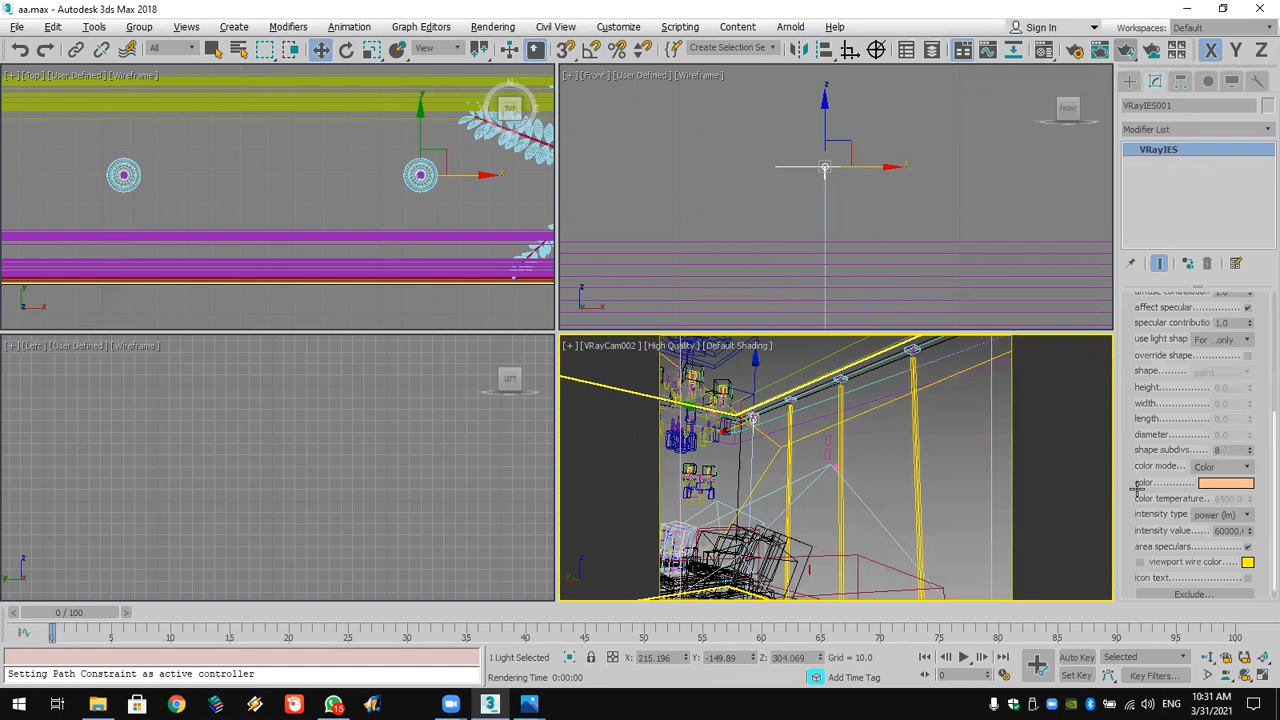 aa.max - Autodesk 3ds Max 2018
File Edit Tools Group Views Create Modifiers Animation Graph Editors Rendering Civil View Customize Scripting Content Arnold Help
Sign In Workspaces: Default
All View Create Selection Se X Y Z
[+] [Top] [User Defined] [Wireframe]
[+] [Front] [User Defined] [Wireframe]
N
TOP
y
x
FRONT
z
x
VRayIES001
Modifier List
VRayIES
y
x
z
x
diffuse contribution 1.0
affect specular
specular contributio 1.0
use light shap For ...only
override shape
shape point
height 0.0
width 0.0
length 0.0
diameter 0.0
shape subdivs 8
color mode Color
color
color temperature 6500.0
intensity type power (lm)
intensity value
area speculars
viewport wire color
icon text
Exclude...
[+] [Left] [User Defined] [Wireframe]
LEFT
[+] [VRayCam002] [High Quality] [Default Shading]
z
y
0 / 100
0 5 10 15 20 25 30 35 40 45 50 55 60 65 70 75 80 85 90 95 100
1 Light Selected X: 215.196 Y: -149.89 Z: 304.069 Grid = 10.0 Auto Key Selected
Setting Path Constraint as active controller
Rendering Time 0:00:00 Add Time Tag 0 Set Key Key Filters...
15
ENG
10:31 AM
3/31/2021